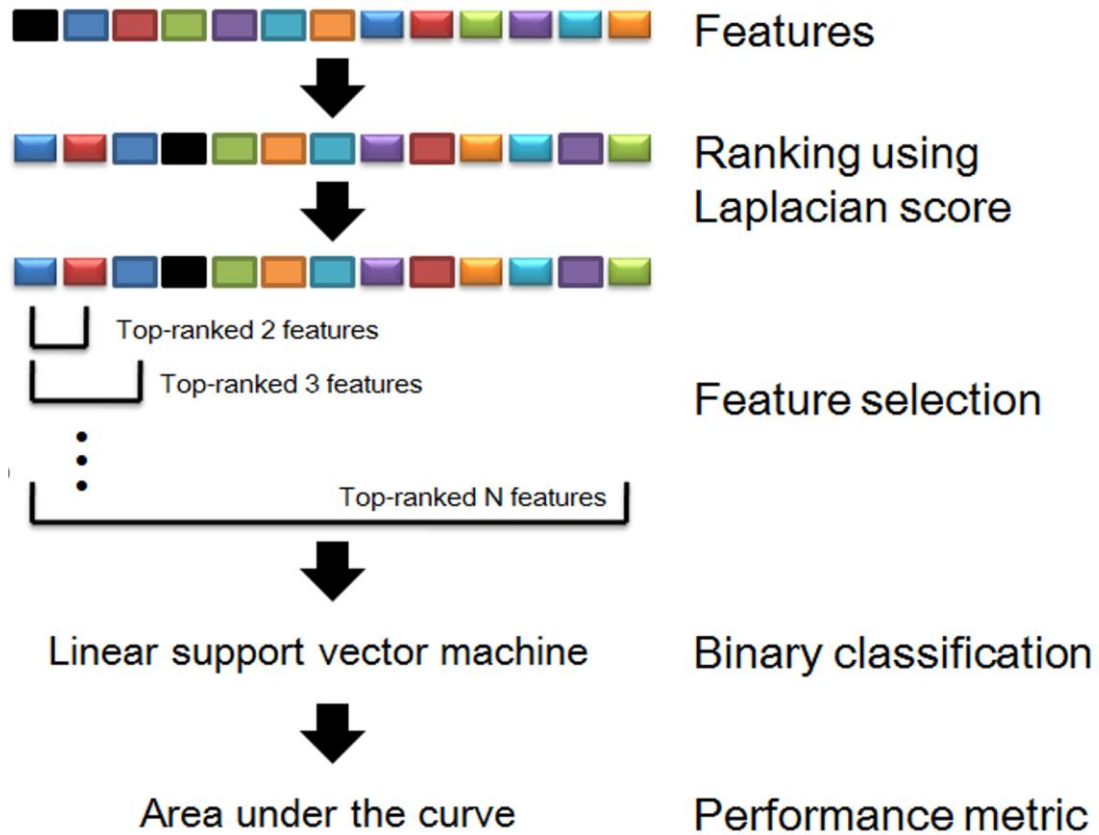 Features
Ranking using
Laplacian score
Top-ranked 2 features
Top-ranked 3 features
Feature selection
Top-ranked N features
Linear support vector machine
Binary classification
Area under the curve
Performance metric